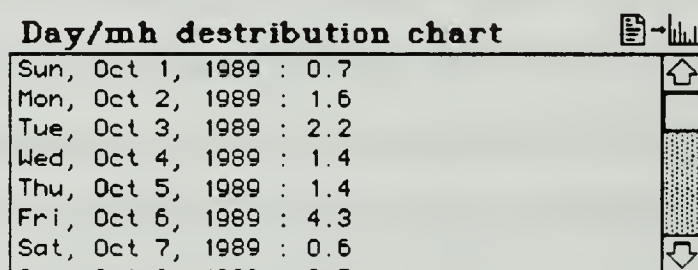 Day/mh destribution chart
Sun, Oct 1, 1989 : 0.7
Mon, Oct 2, 1989 : 1.6
Tue, Oct 3, 1989 : 2.2
Wed, Oct 4, 1989 : 1.4
Thu, Oct 5, 1989 : 1.4
Fri, Oct 6, 1989 : 4.3
Sat, Oct 7, 1989 : 0.6